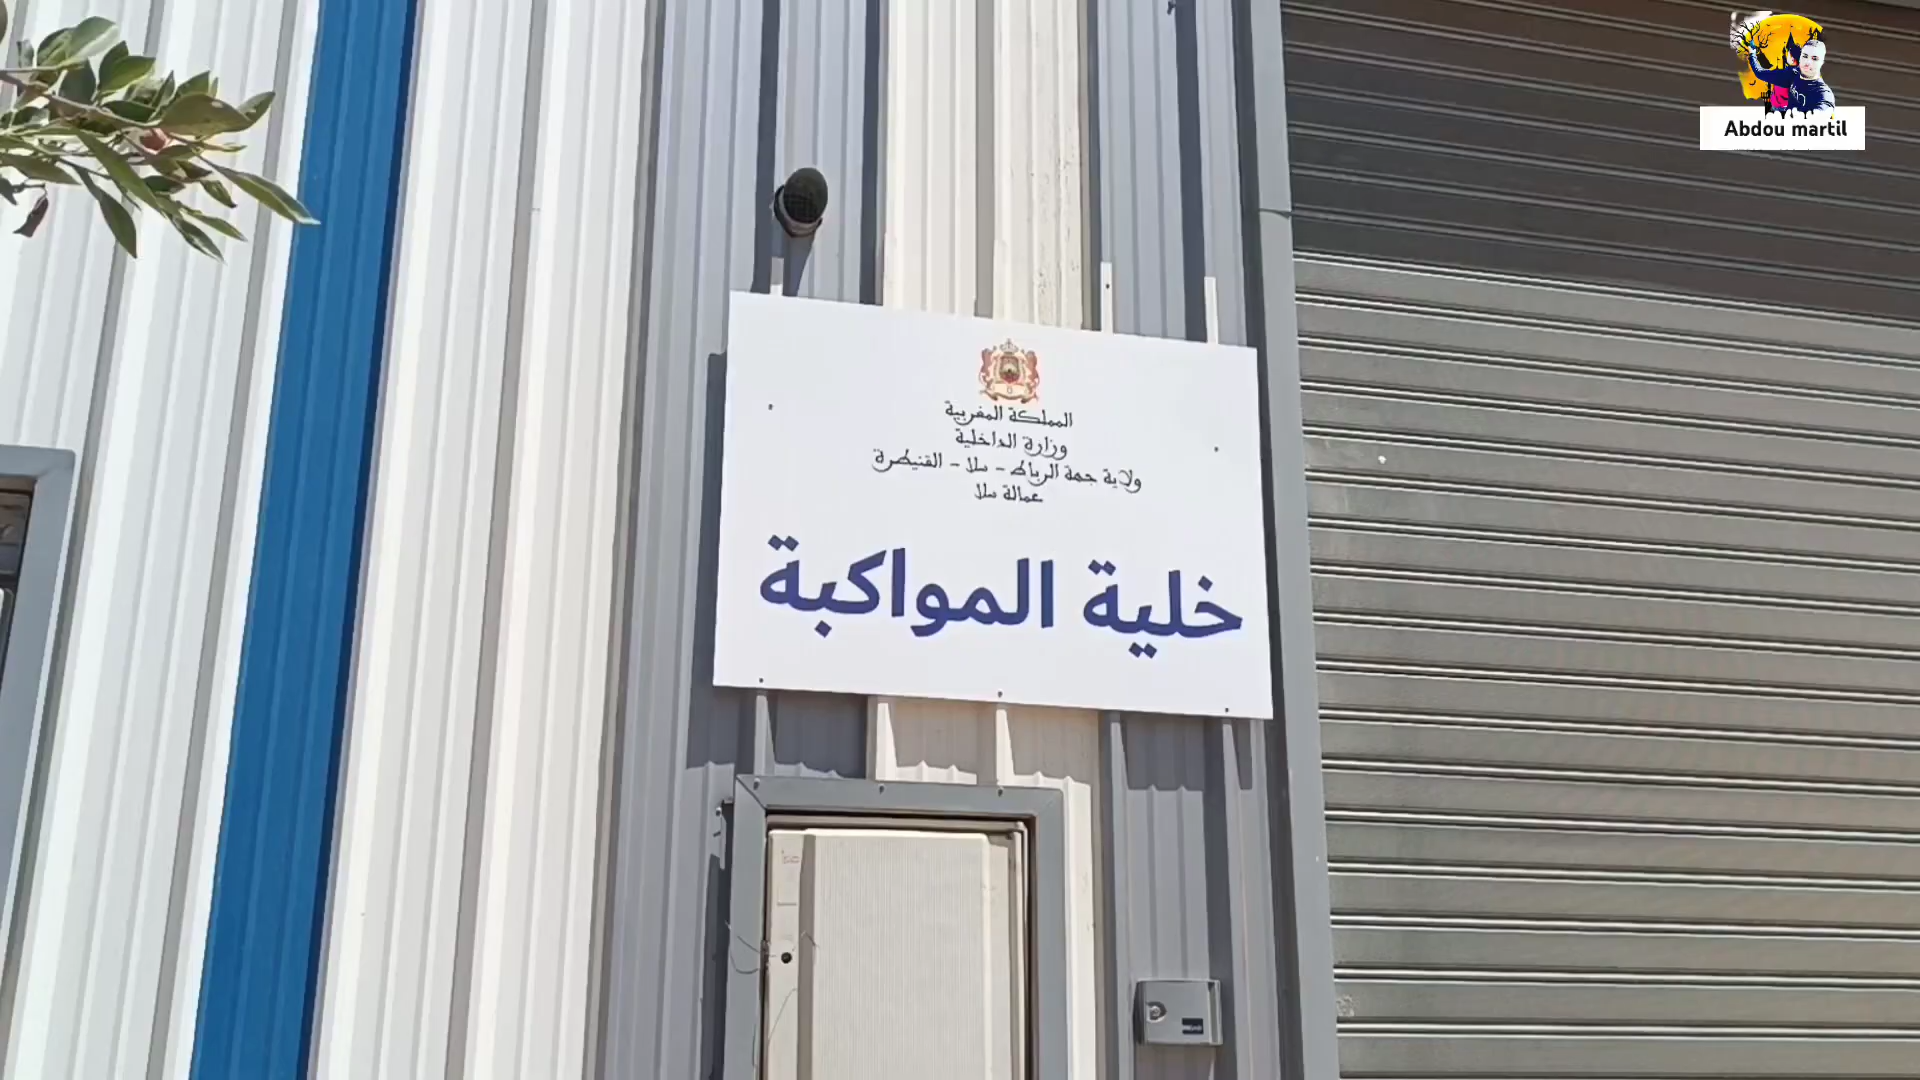 Abdou martil
المملكة المغربية
وزارة الداخلية
ولاية جهة الرباط - سلا - القنيطرة
عمالة سلا
خلية المواكبة